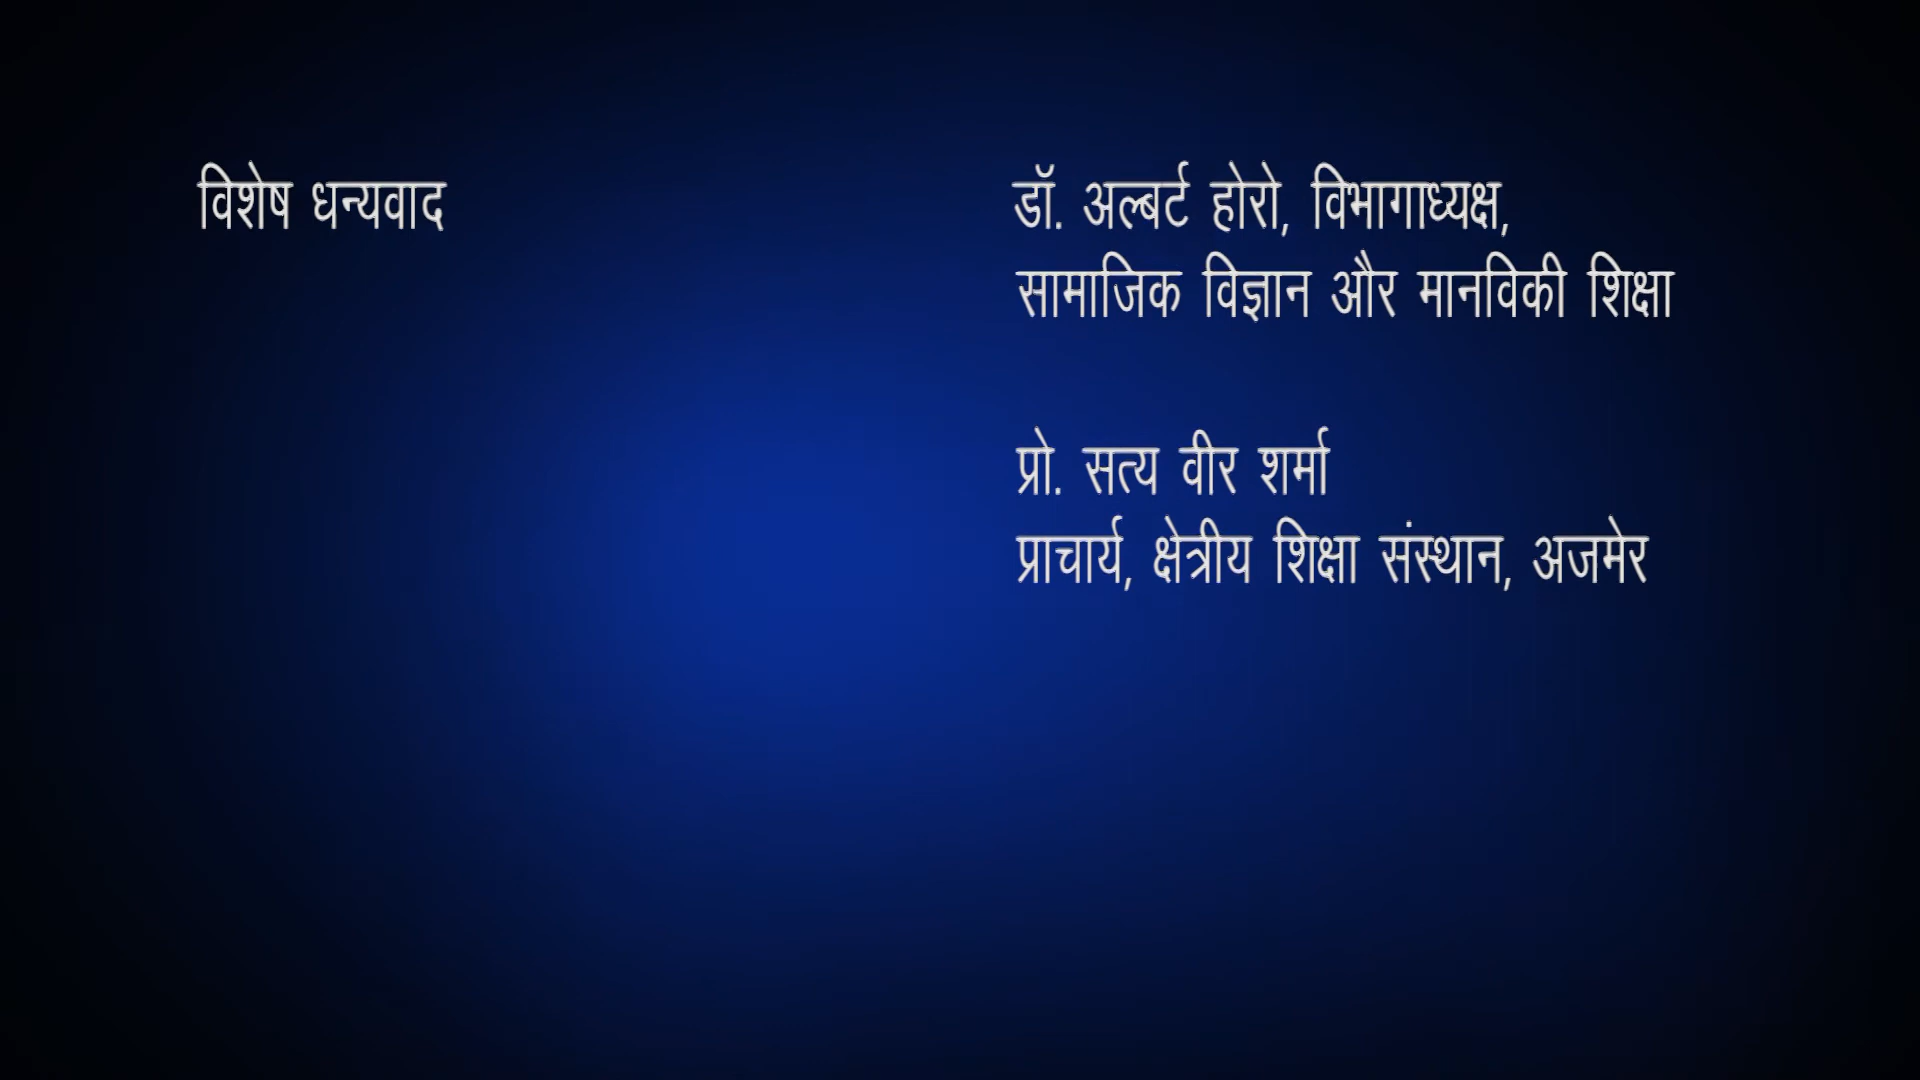 विशेष धन्यवाद
डॉ. अल्बर्ट होरो, विभागाध्यक्ष,
सामाजिक विज्ञान और मानविकी शिक्षा
प्रो. सत्य वीर शर्मा
प्राचार्य, क्षेत्रीय शिक्षा संस्थान, अजमेर